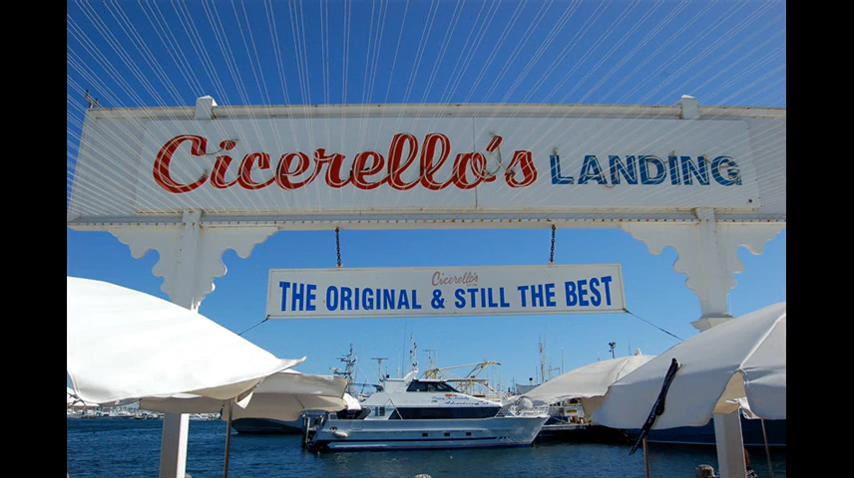 Cicerello's LANDING
Cicerello's
THE ORIGINAL & STILL THE BEST